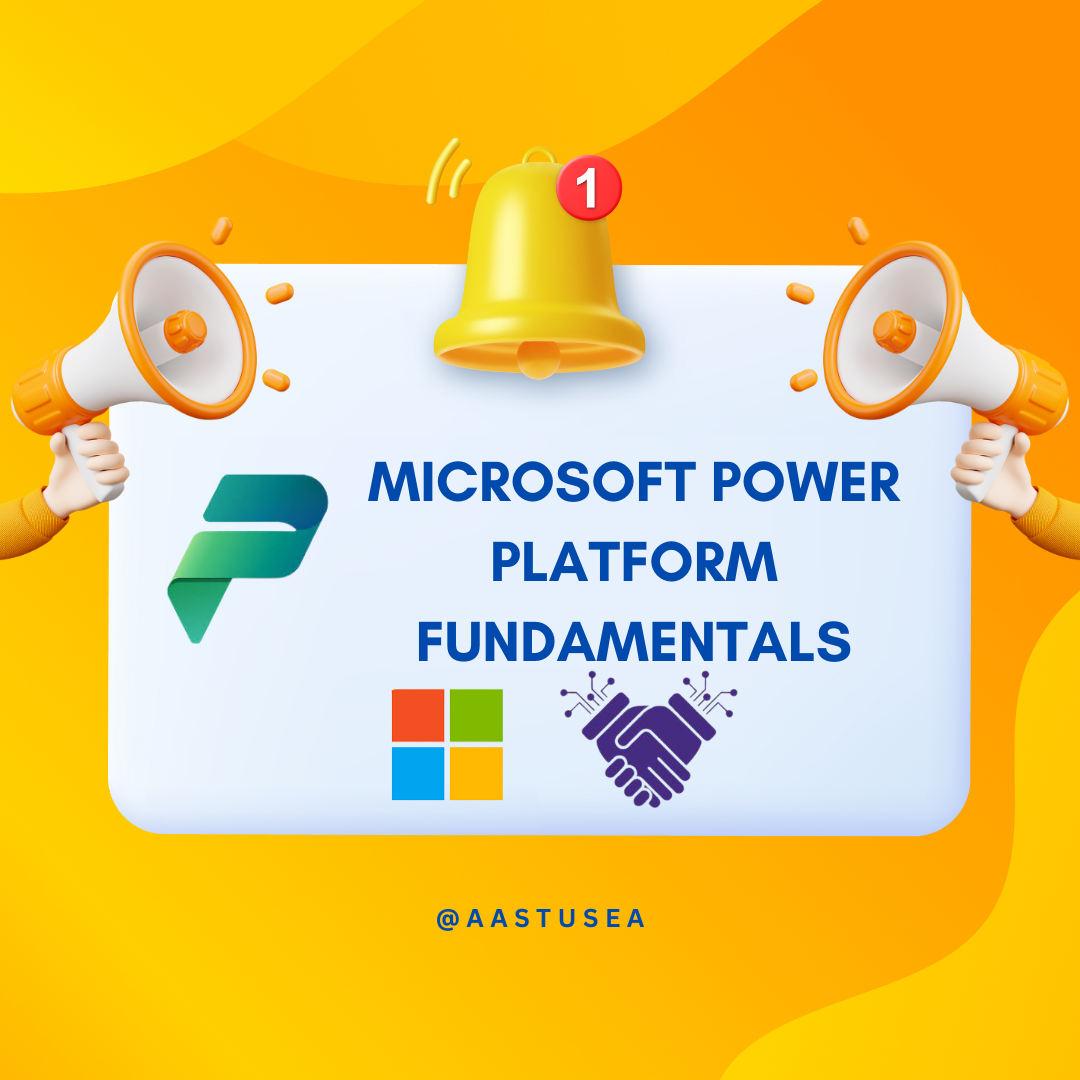 1
MICROSOFT POWER
PLATFORM
FUNDAMENTALS
@AASTUSEA